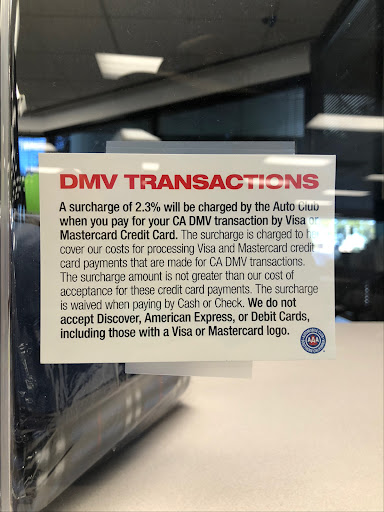 DMV TRANSACTIONS
A surcharge of 2.3% will be charged by the Auto Club
when you pay for your CA DMV transaction by Visa or
Mastercard Credit Card. The surcharge is charged to
cover our costs for processing Visa and Mastercard credit
card payments that are made for CA DMV transactions.
The surcharge amount is not greater than our cost of
acceptance for these credit card payments. The surcharge
is waived when paying by Cash or Check. We do not
accept Discover, American Express, or Debit Cards,
including those with a Visa or Mastercard logo.
AAA